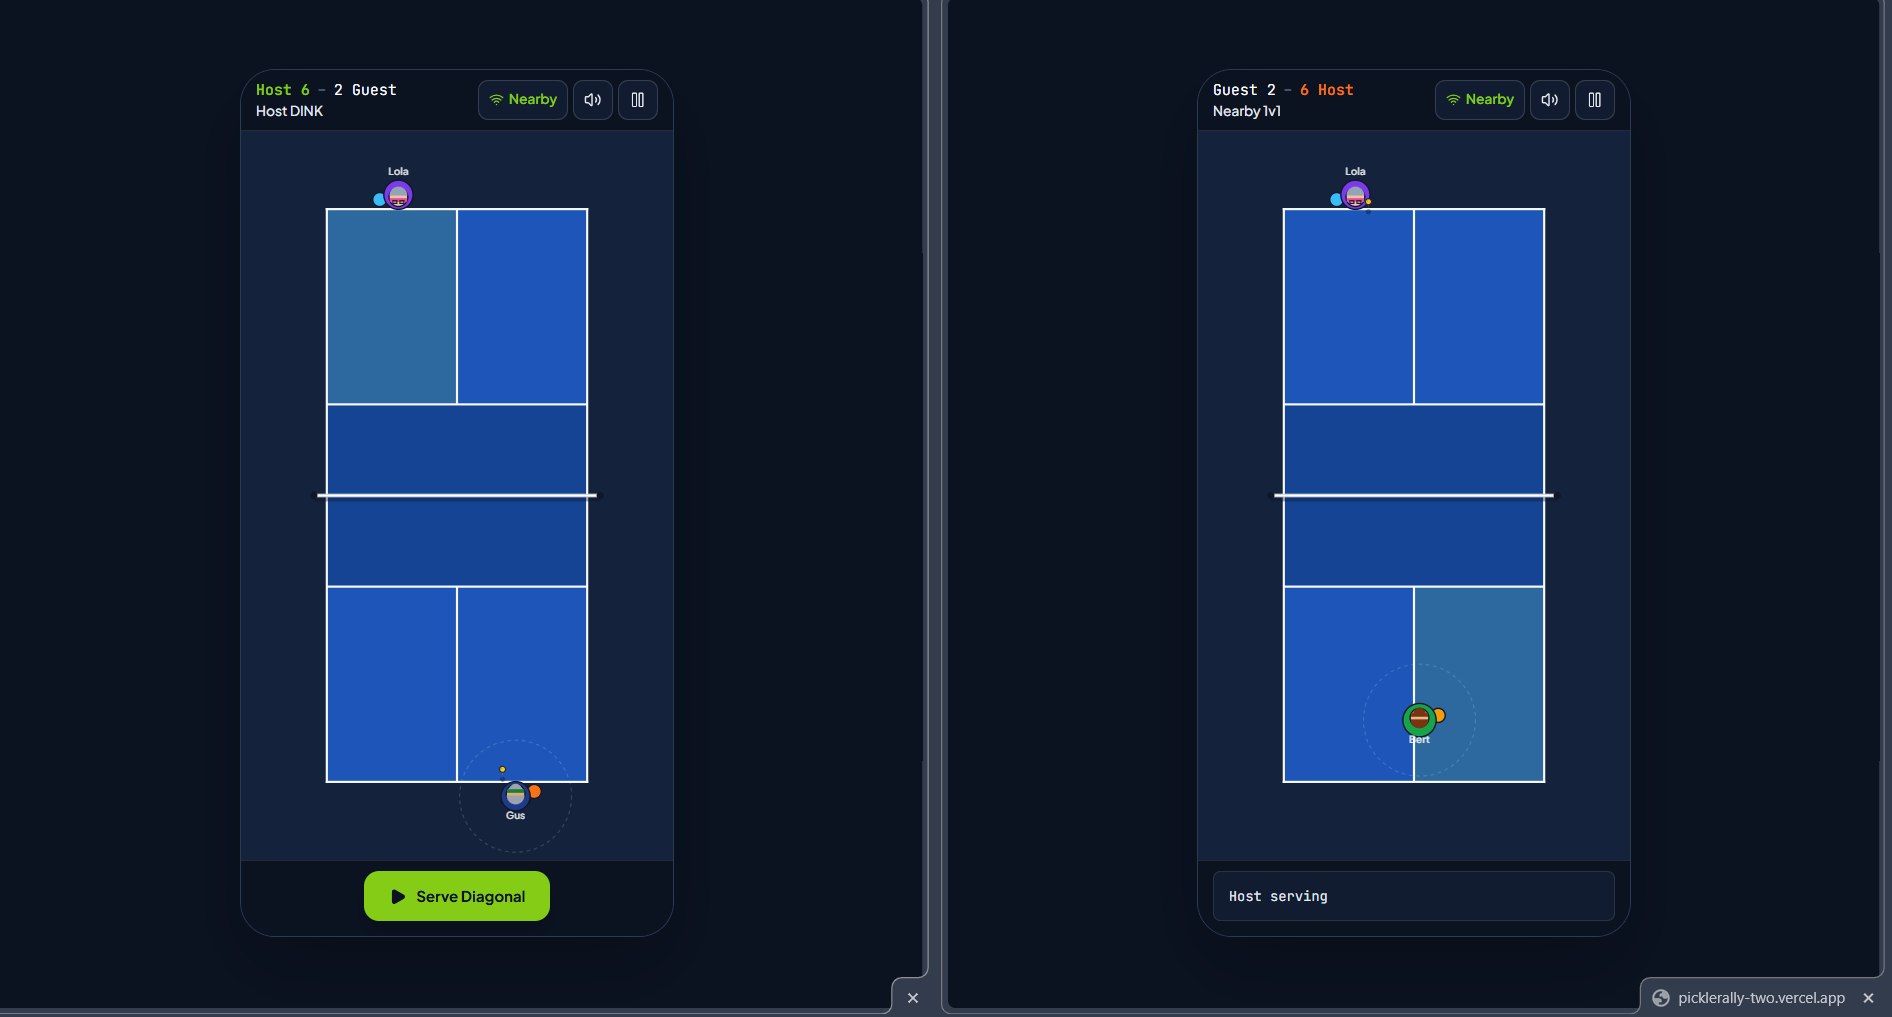 Host 6 – 2 Guest
Host DINK
Nearby
Lola
Gus
Serve Diagonal
Guest 2 – 6 Host
Nearby 1v1
Nearby
Lola
Bert
Host serving
picklerally-two.vercel.app